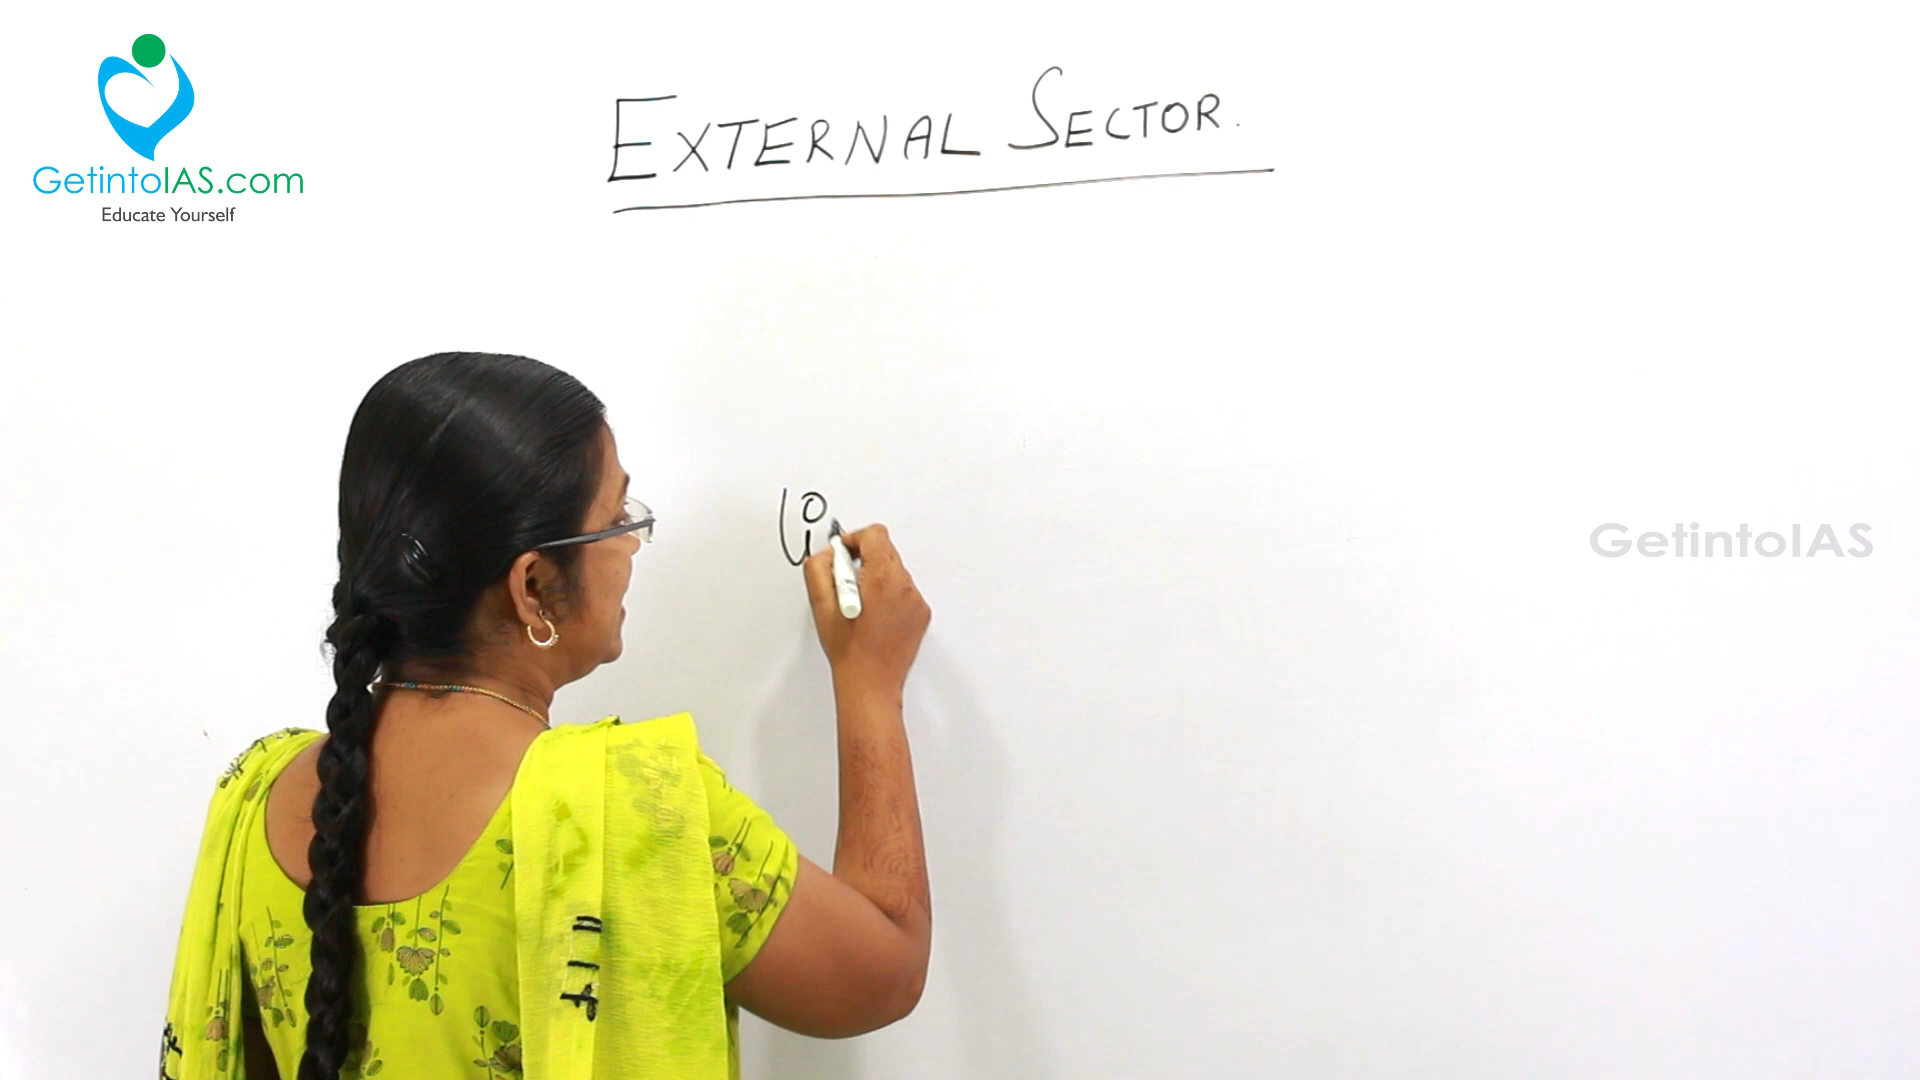 GetintoIAS.com
Educate Yourself
EXTERNAL SECTOR.
GetintoIAS